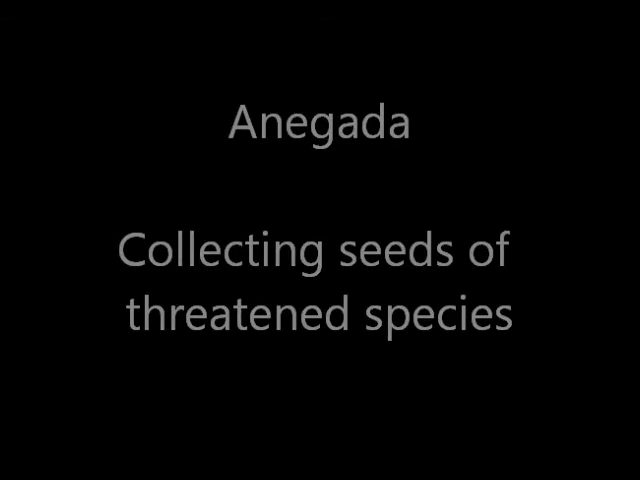 Anegada
Collecting seeds of
threatened species